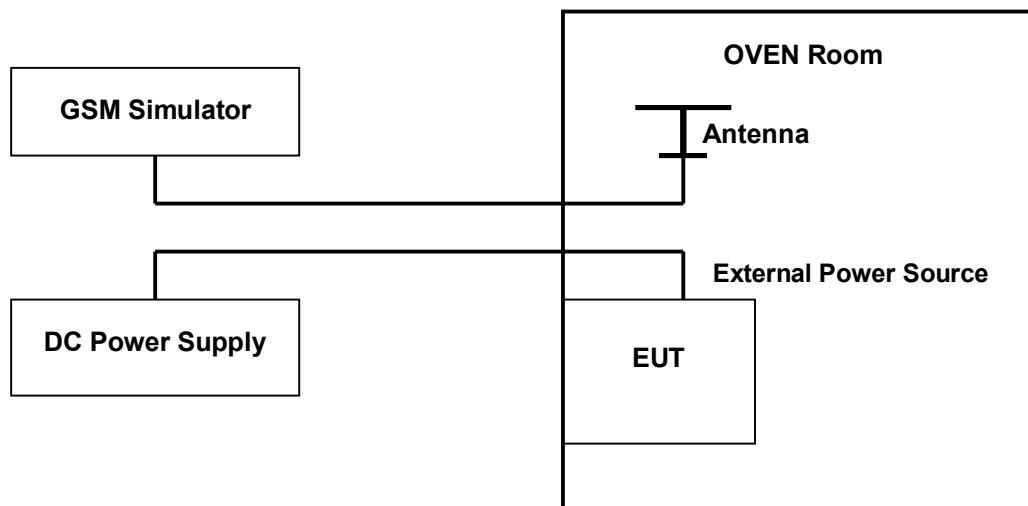 OVEN Room
GSM Simulator
Antenna
External Power Source
DC Power Supply
EUT